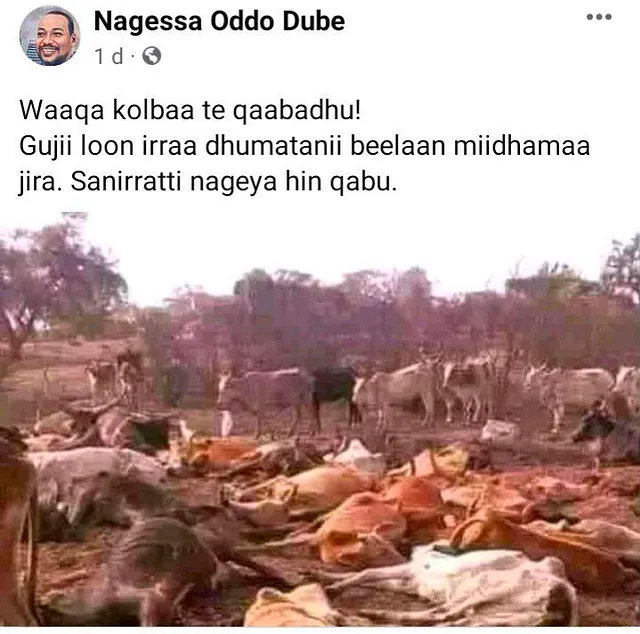 Nagessa Oddo Dube
1 d ·
Waaqa kolbaa te qaabadhu!
Gujii loon irraa dhumatanii beelaan miidhamaa
jira. Sanirratti nageya hin qabu.